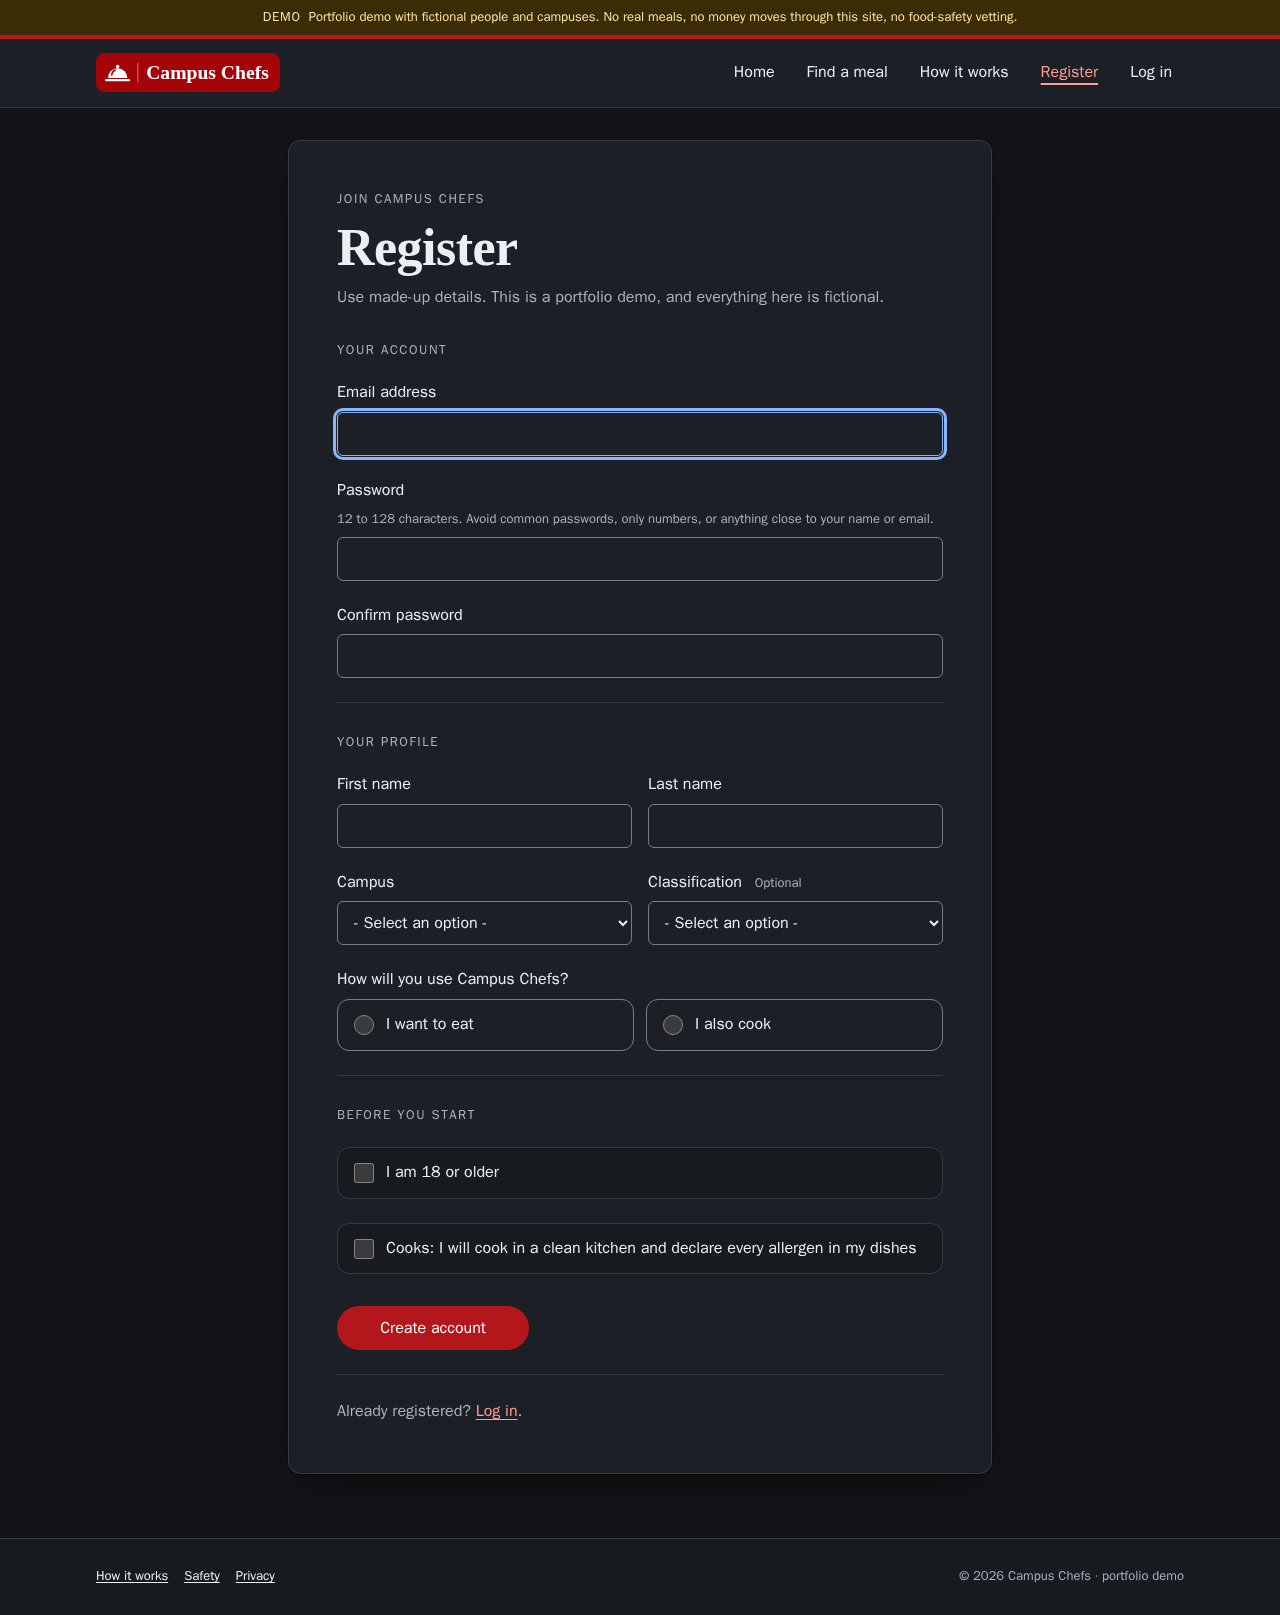 DEMO Portfolio demo with fictional people and campuses. No real meals, no money moves through this site, no food-safety vetting.
Campus Chefs
Home Find a meal How it works Register Log in
JOIN CAMPUS CHEFS
Register
Use made-up details. This is a portfolio demo, and everything here is fictional.
YOUR ACCOUNT
Email address
Password
12 to 128 characters. Avoid common passwords, only numbers, or anything close to your name or email.
Confirm password
YOUR PROFILE
First name Last name
Campus Classification Optional
- Select an option - - Select an option -
How will you use Campus Chefs?
I want to eat I also cook
BEFORE YOU START
I am 18 or older
Cooks: I will cook in a clean kitchen and declare every allergen in my dishes
Create account
Already registered? Log in.
How it works Safety Privacy © 2026 Campus Chefs · portfolio demo